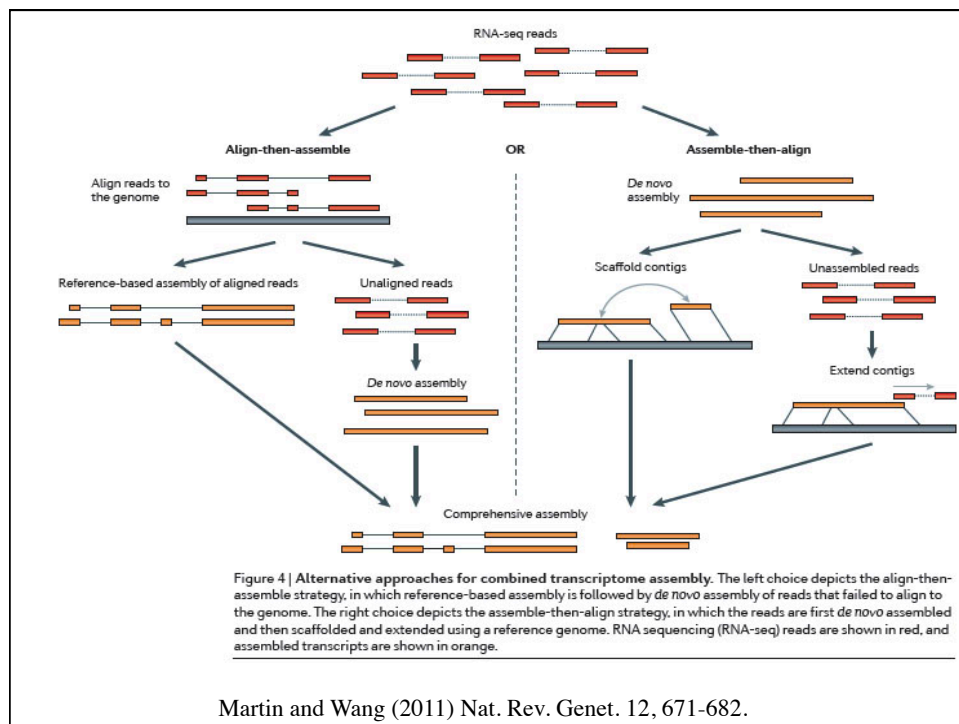 RNA-seq reads
Align-then-assemble
OR
Assemble-then-align
Align reads to
the genome
De novo
assembly
Reference-based assembly of aligned reads
Unaligned reads
Scaffold contigs
Unassembled reads
De novo assembly
Extend contigs
Comprehensive assembly
Figure 4 | Alternative approaches for combined transcriptome assembly. The left choice depicts the align-then-
assemble strategy, in which reference-based assembly is followed by de novo assembly of reads that failed to align to
the genome. The right choice depicts the assemble-then-align strategy, in which the reads are first de novo assembled
and then scaffolded and extended using a reference genome. RNA sequencing (RNA-seq) reads are shown in red, and
assembled transcripts are shown in orange.
Martin and Wang (2011) Nat. Rev. Genet. 12, 671-682.